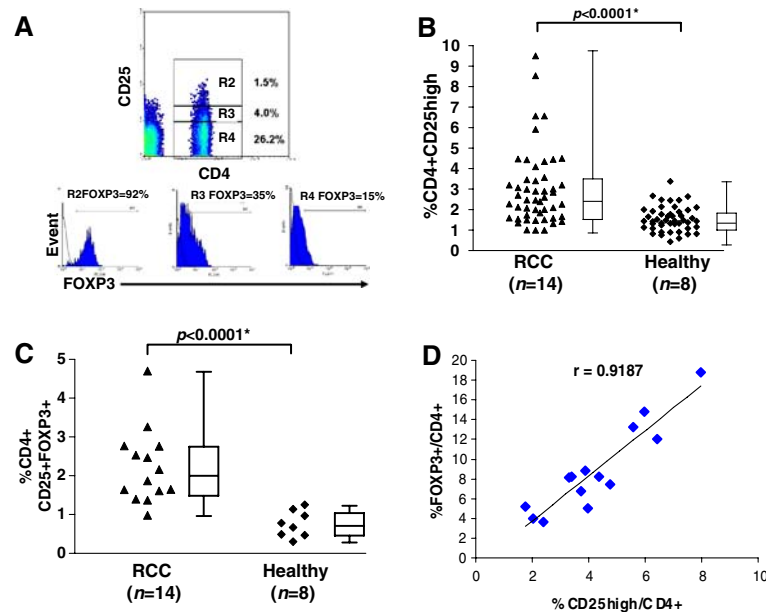 A
CD25
R2
1.5%
R3
4.0%
R4
26.2%
CD4
R2FOXP3=92%
R3 FOXP3=35%
R4 FOXP3=15%
Event
FOXP3
B
p<0.0001*
%CD4+CD25high
10
9
8
7
6
5
4
3
2
1
0
RCC
(n=14)
Healthy
(n=8)
C
p<0.0001*
%CD4+
CD25+FOXP3+
5
4
3
2
1
0
RCC
(n=14)
Healthy
(n=8)
D
r = 0.9187
%FOXP3+/CD4+
20
18
16
14
12
10
8
6
4
2
0
0 2 4 6 8 10
% CD25high/CD4+